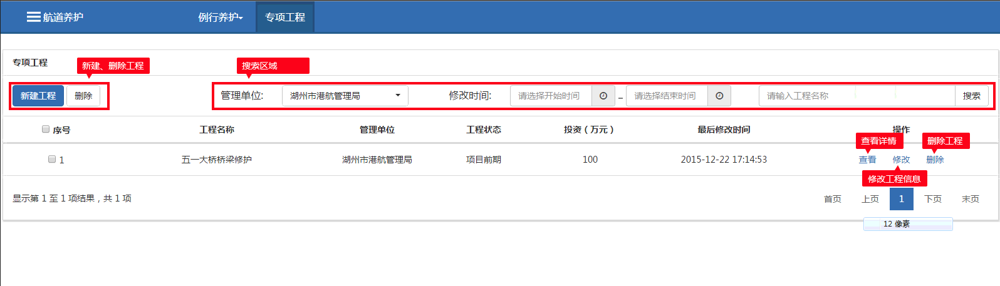 航道养护 例行养护 专项工程
专项工程
新建、删除工程 搜索区域
新建工程 删除 管理单位: 湖州市港航管理局 修改时间: 请选择开始时间 – 请选择结束时间 请输入工程名称 搜索
序号 工程名称 管理单位 工程状态 投资（万元） 最后修改时间 操作
查看详情 删除工程
1 五一大桥桥梁修护 湖州市港航管理局 项目前期 100 2015-12-22 17:14:53 查看 修改 删除
修改工程信息
显示第 1 至 1 项结果，共 1 项 首页 上页 1 下页 末页
12 像素